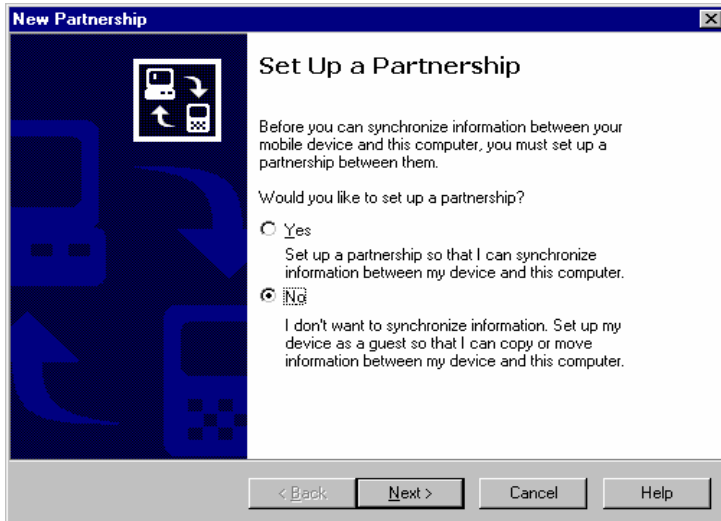 New Partnership
Set Up a Partnership
Before you can synchronize information between your
mobile device and this computer, you must set up a
partnership between them.
Would you like to set up a partnership?
Yes
Set up a partnership so that I can synchronize
information between my device and this computer.
No
I don't want to synchronize information. Set up my
device as a guest so that I can copy or move
information between my device and this computer.
< Back
Next >
Cancel
Help